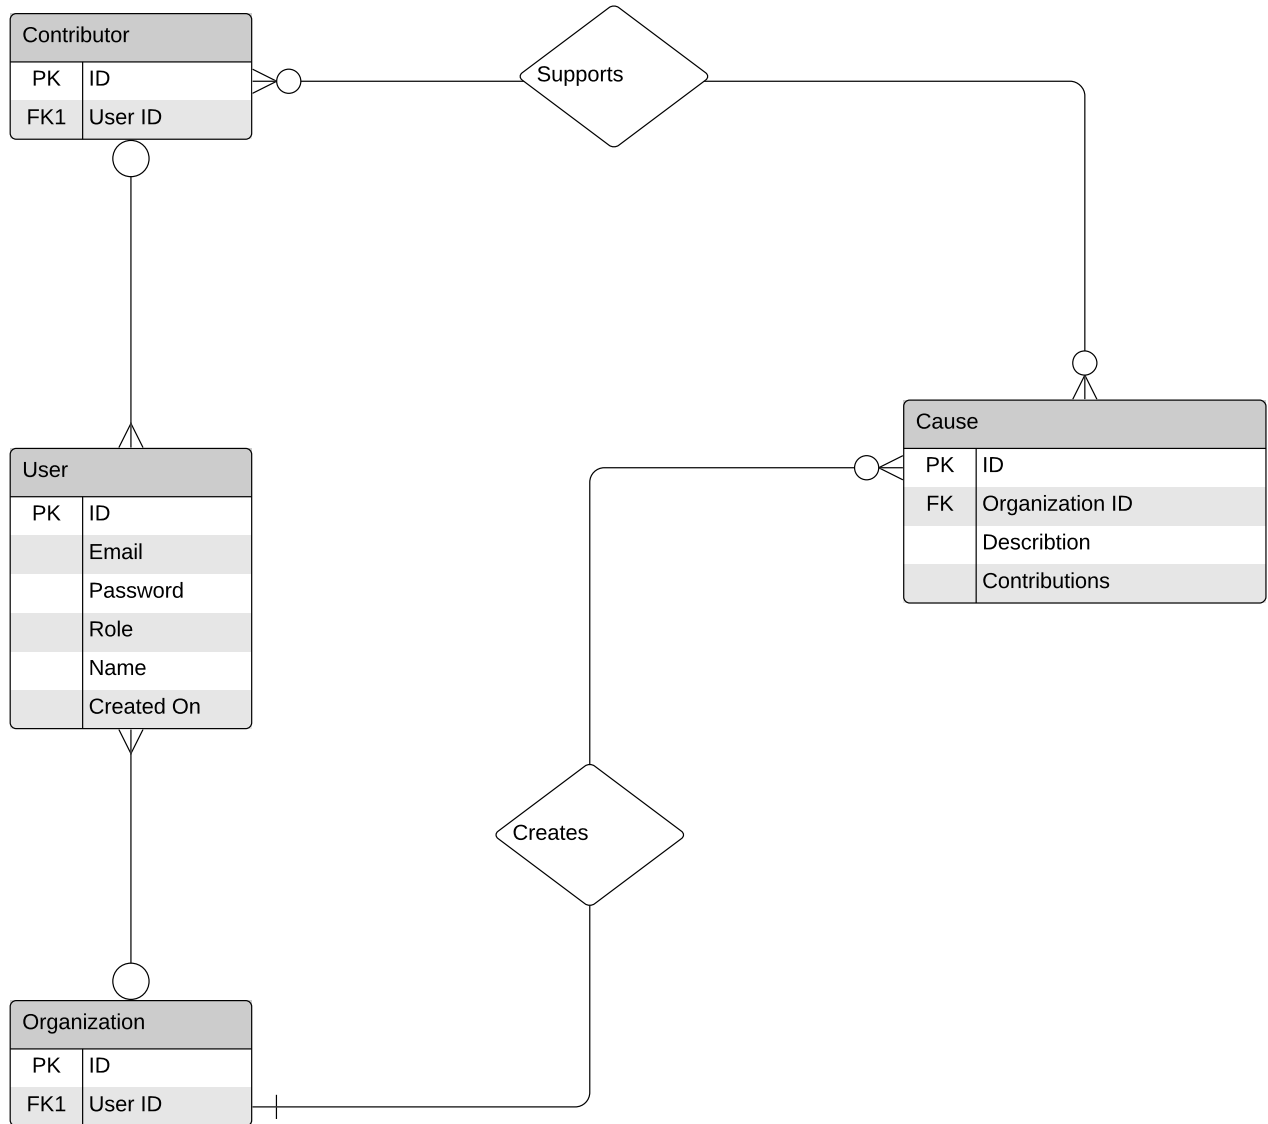 Contributor
PK ID
FK1 User ID
Supports
Cause
PK ID
FK Organization ID
Describtion
Contributions
User
PK ID
Email
Password
Role
Name
Created On
Creates
Organization
PK ID
FK1 User ID